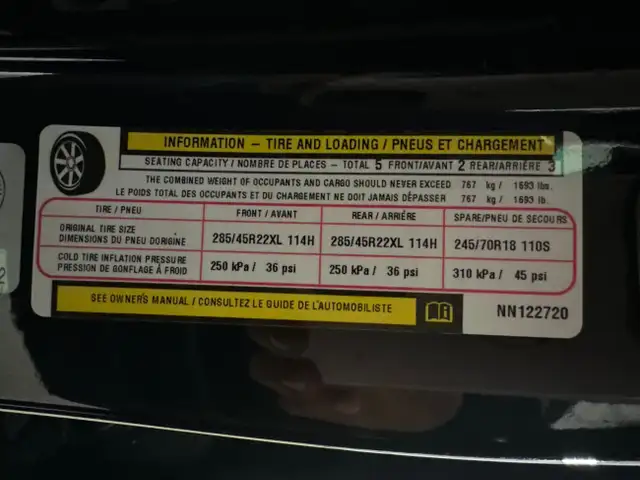 INFORMATION – TIRE AND LOADING / PNEUS ET CHARGEMENT
SEATING CAPACITY / NOMBRE DE PLACES – TOTAL 5 FRONT/AVANT 2 REAR/ARRIÈRE 3
THE COMBINED WEIGHT OF OCCUPANTS AND CARGO SHOULD NEVER EXCEED 767 kg / 1693 lbs.
LE POIDS TOTAL DES OCCUPANTS ET DU CHARGEMENT NE DOIT JAMAIS DÉPASSER 767 kg / 1693 lb.
TIRE / PNEU FRONT / AVANT REAR / ARRIÈRE SPARE/PNEU DE SECOURS
ORIGINAL TIRE SIZE
DIMENSIONS DU PNEU DORIGINE 285/45R22XL 114H 285/45R22XL 114H 245/70R18 110S
COLD TIRE INFLATION PRESSURE
PRESSION DE GONFLAGE À FROID 250 kPa / 36 psi 250 kPa / 36 psi 310 kPa / 45 psi
SEE OWNER'S MANUAL / CONSULTEZ LE GUIDE DE L'AUTOMOBILISTE
NN122720